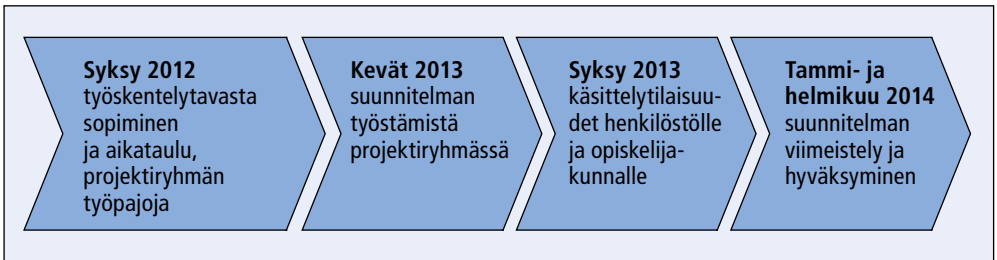 Syksy 2012
työskentelytavasta
sopiminen
ja aikataulu,
projektiryhmän
työpajoja
Kevät 2013
suunnitelman
työstämistä
projektiryhmässä
Syksy 2013
käsittelytilaisuu-
det henkilöstölle
ja opiskelija-
kunnalle
Tammi- ja
helmikuu 2014
suunnitelman
viimeistely ja
hyväksyminen